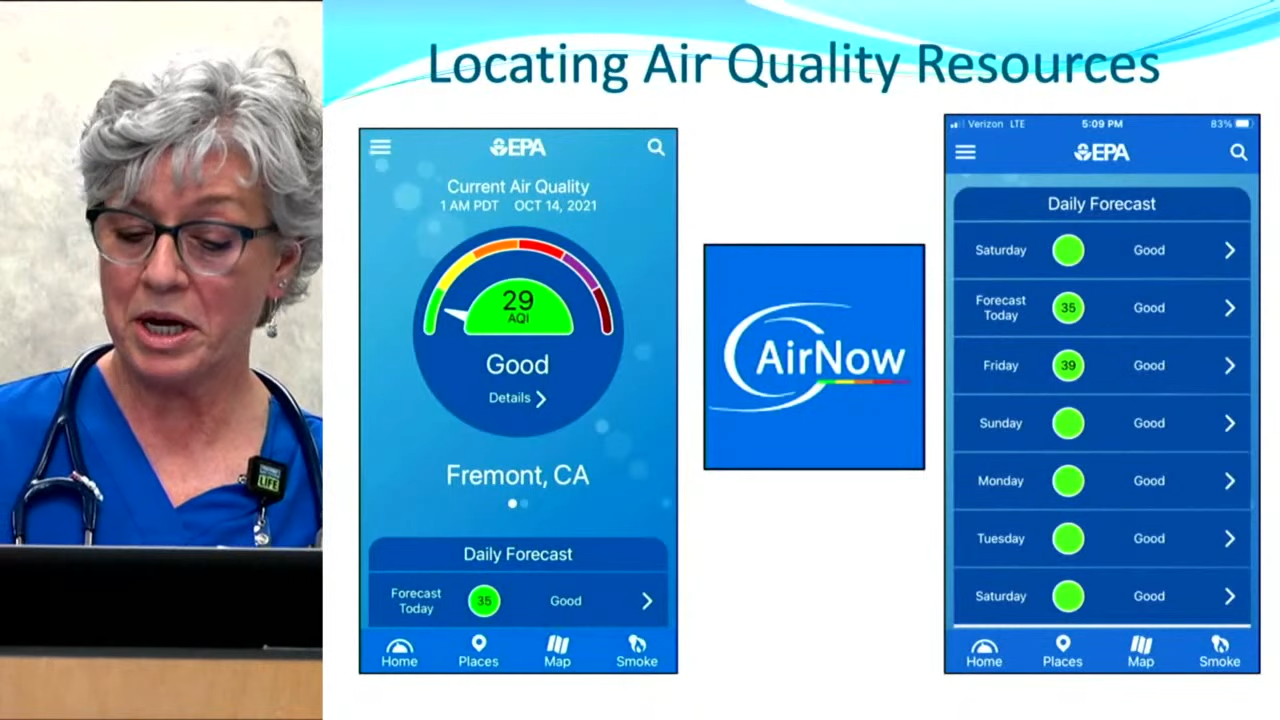 Locating Air Quality Resources
EPA
Current Air Quality
1 AM PDT OCT 14, 2021
29
AQI
Good
Details
Fremont, CA
Daily Forecast
Forecast
Today
35
Good
Home
Places
Map
Smoke
AirNow
Verizon LTE
5:09 PM
83%
EPA
Daily Forecast
Saturday
Good
Forecast
Today
35
Good
Friday
39
Good
Sunday
Good
Monday
Good
Tuesday
Good
Saturday
Good
Home
Places
Map
Smoke
LIFE